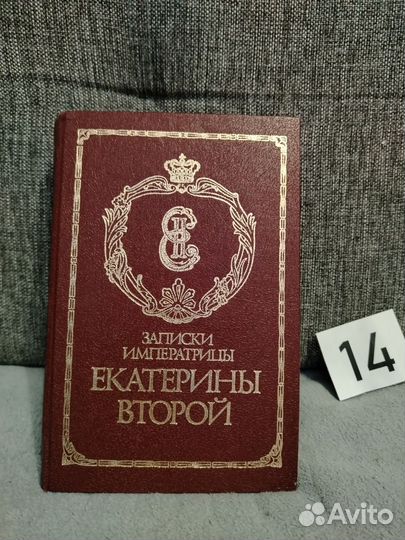 ЗАПИСКИ
ИМПЕРАТРИЦЫ
ЕКАТЕРИНЫ
ВТОРОЙ
14
Avito